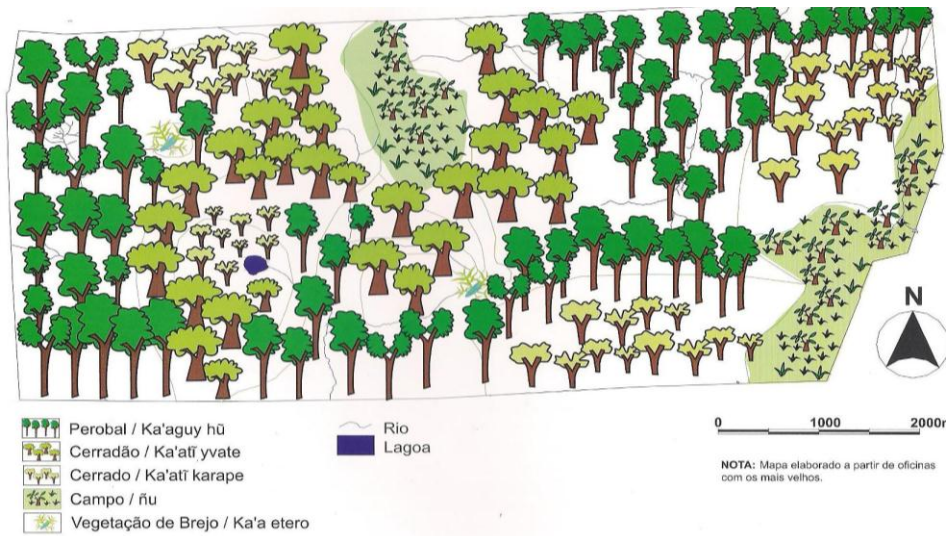 N
Perobal / Ka'aguy hũ
Cerradão / Ka'atĩ yvate
Cerrado / Ka'atĩ karape
Campo / ñu
Vegetação de Brejo / Ka'a etero
Rio
Lagoa
0 1000 2000m
NOTA: Mapa elaborado a partir de oficinas
com os mais velhos.